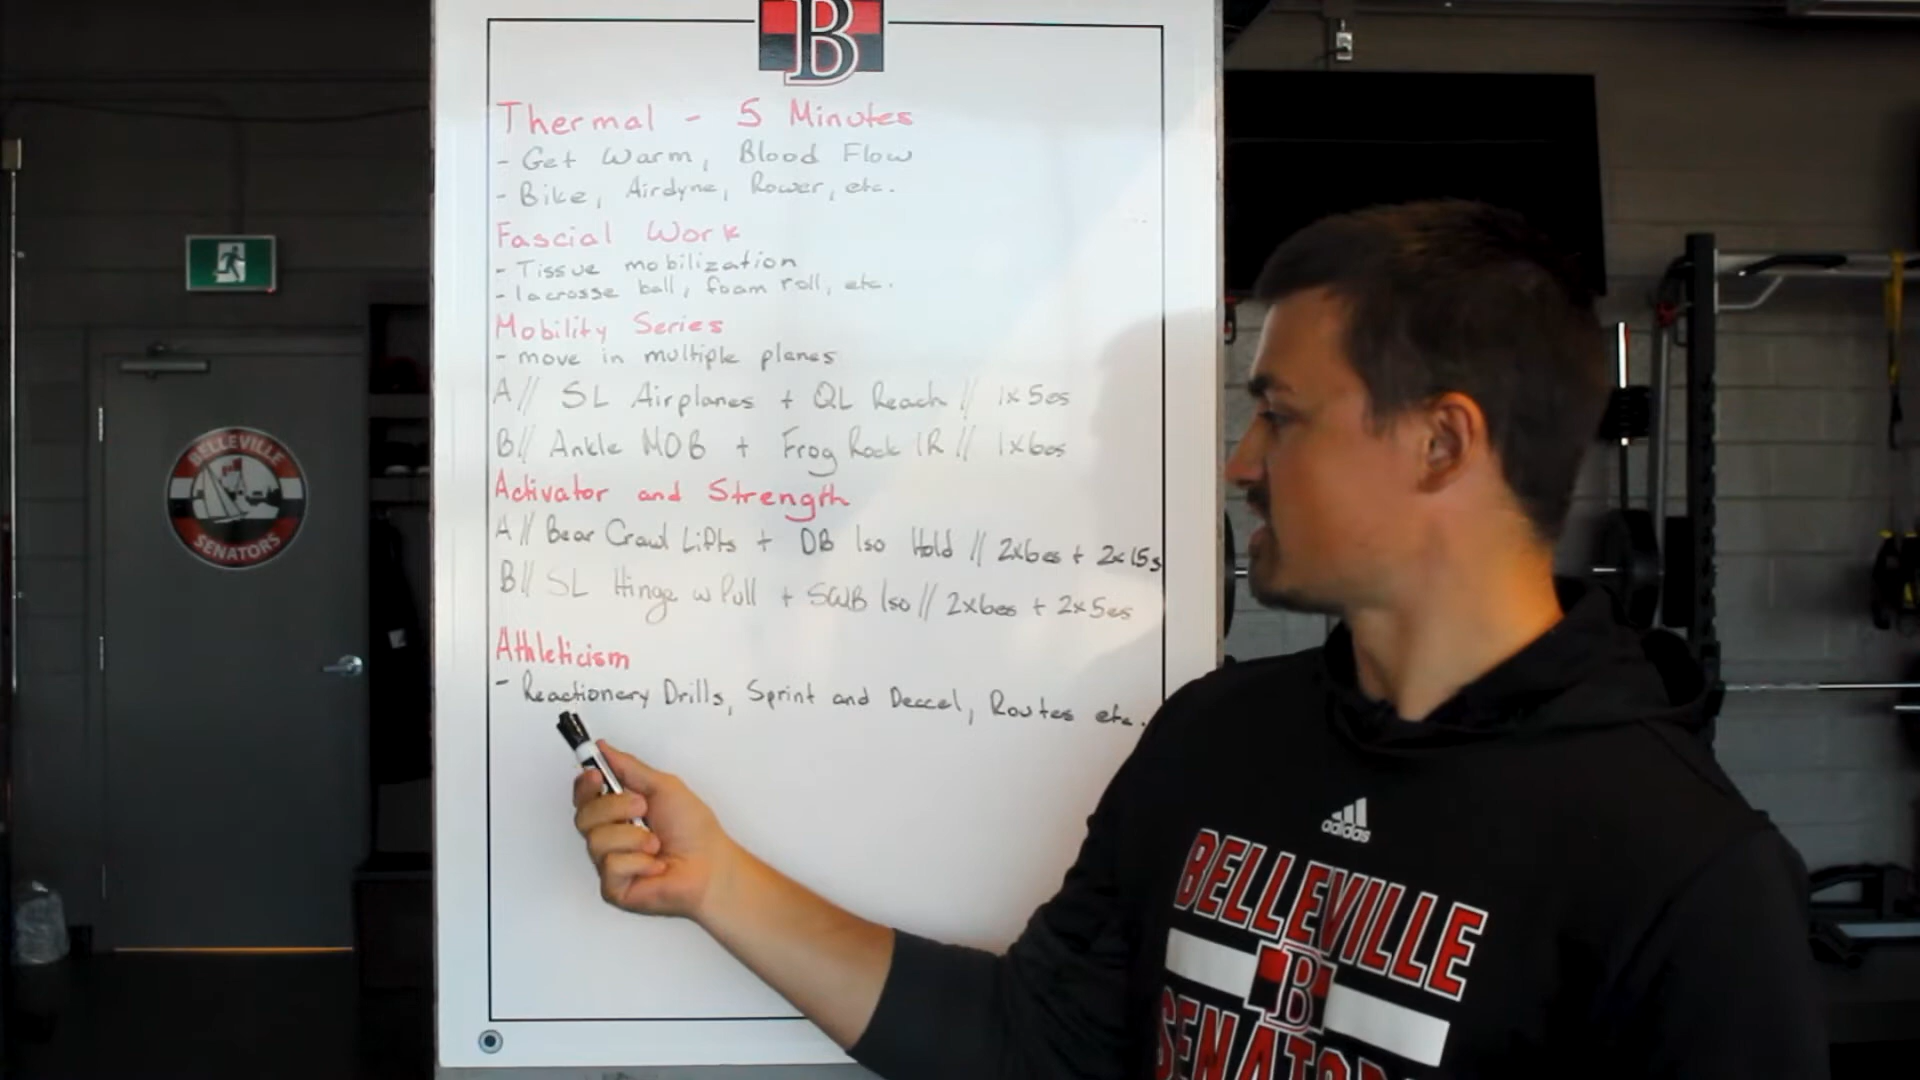 B
Thermal - 5 Minutes
- Get Warm, Blood Flow
- Bike, Airdyne, Rower, etc.
Fascial Work
- Tissue mobilization
- lacrosse ball, foam roll, etc.
Mobility Series
- move in multiple planes
A// SL Airplanes + QL Reach // 1x5es
B// Ankle MOB + Frog Rock IR // 1x6es
Activator and Strength
A// Bear Crawl Lifts + DB Iso Hold // 2x6es + 2x15s
B// SL Hinge w Pull + SWB Iso // 2x6es + 2x5es
Athleticism
- Reactionary Drills, Sprint and Deccel, Routes etc.
BELLEVILLE
SENATORS
adidas
BELLEVILLE
B
SENATOR